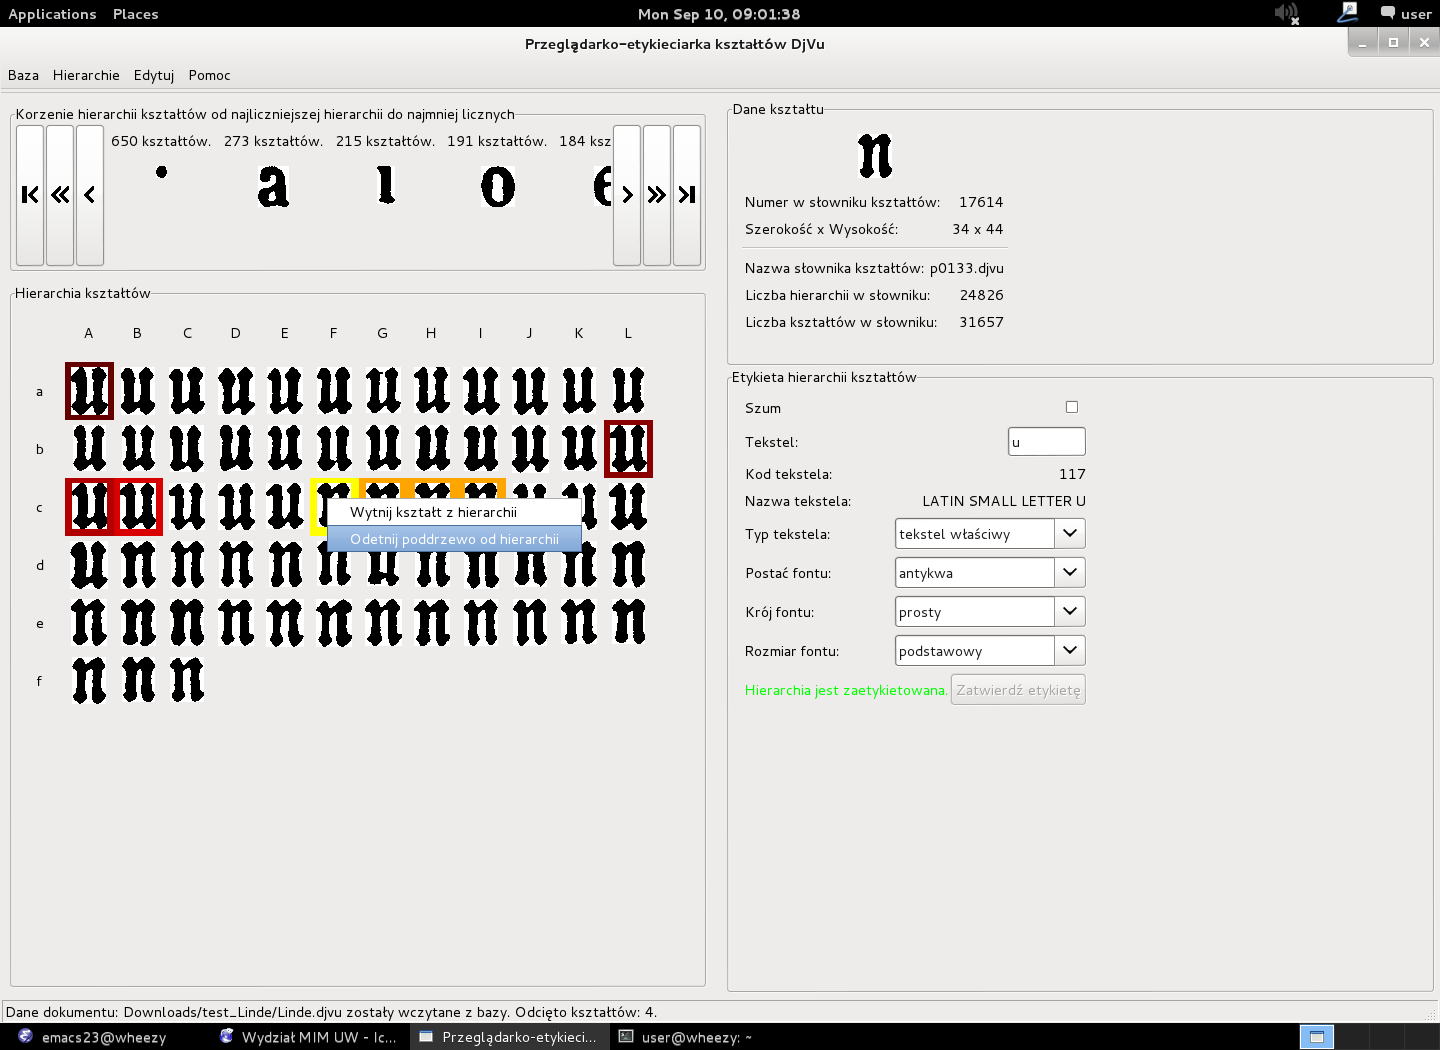 Applications Places Mon Sep 10, 09:01:38 user
Przeglądarko-etykieciarka kształtów DjVu
Baza Hierarchie Edytuj Pomoc
Korzenie hierarchii kształtów od najliczniejszej hierarchii do najmniej licznych
650 kształtów. 273 kształtów. 215 kształtów. 191 kształtów. 184 ksz
a ı o
Hierarchia kształtów
A B C D E F G H I J K L
a u u u u u u u u u u u u
b u u u u u u u u u u u u
c u u u u u
Wytnij kształt z hierarchii
Odetnij poddrzewo od hierarchii
d u n n n n n u n n n n n
e n n n n n n n n n n n n
f n n n
Dane kształtu
n
Numer w słowniku kształtów: 17614
Szerokość x Wysokość: 34 x 44
Nazwa słownika kształtów: p0133.djvu
Liczba hierarchii w słowniku: 24826
Liczba kształtów w słowniku: 31657
Etykieta hierarchii kształtów
Szum
Tekstel: u
Kod tekstela: 117
Nazwa tekstela: LATIN SMALL LETTER U
Typ tekstela: tekstel właściwy
Postać fontu: antykwa
Krój fontu: prosty
Rozmiar fontu: podstawowy
Hierarchia jest zaetykietowana. Zatwierdź etykietę
Dane dokumentu: Downloads/test_Linde/Linde.djvu zostały wczytane z bazy. Odcięto kształtów: 4.
emacs23@wheezy Wydział MIM UW - Ic... Przeglądarko-etykieci... user@wheezy: ~